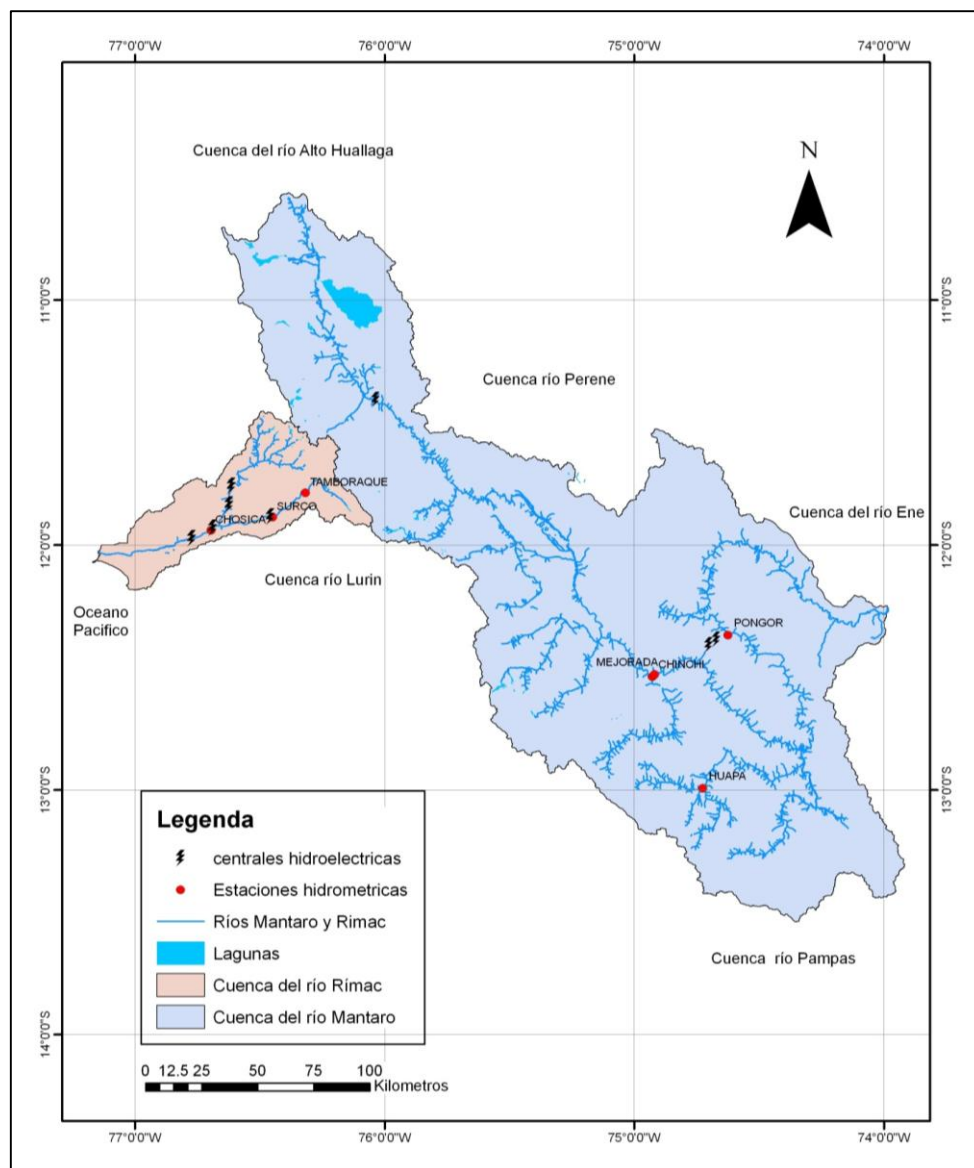 77°0'0"W
76°0'0"W
75°0'0"W
74°0'0"W
Cuenca del río Alto Huallaga
N
11°0'0"S
11°0'0"S
Cuenca río Perene
TAMBORAQUE
SURCO
CHOSICA
Cuenca del río Ene
12°0'0"S
12°0'0"S
Cuenca río Lurin
Oceano
Pacifico
PONGOR
MEJORADA
CHINCHI
HUAPA
13°0'0"S
13°0'0"S
Legenda
centrales hidroelectricas
Estaciones hidrometricas
Ríos Mantaro y Rimac
Lagunas
Cuenca del río Rímac
Cuenca del río Mantaro
Cuenca río Pampas
14°0'0"S
14°0'0"S
0 12.5 25 50 75 100
Kilometros
77°0'0"W
76°0'0"W
75°0'0"W
74°0'0"W